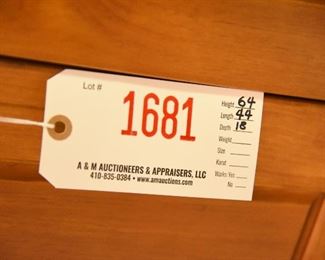 Lot #
1681
Height 64
Length 44
Depth 18
Weight
Size
Karat
Marks Yes
No
A & M AUCTIONEERS & APPRAISERS, LLC
410-835-0384 • www.amauctions.com